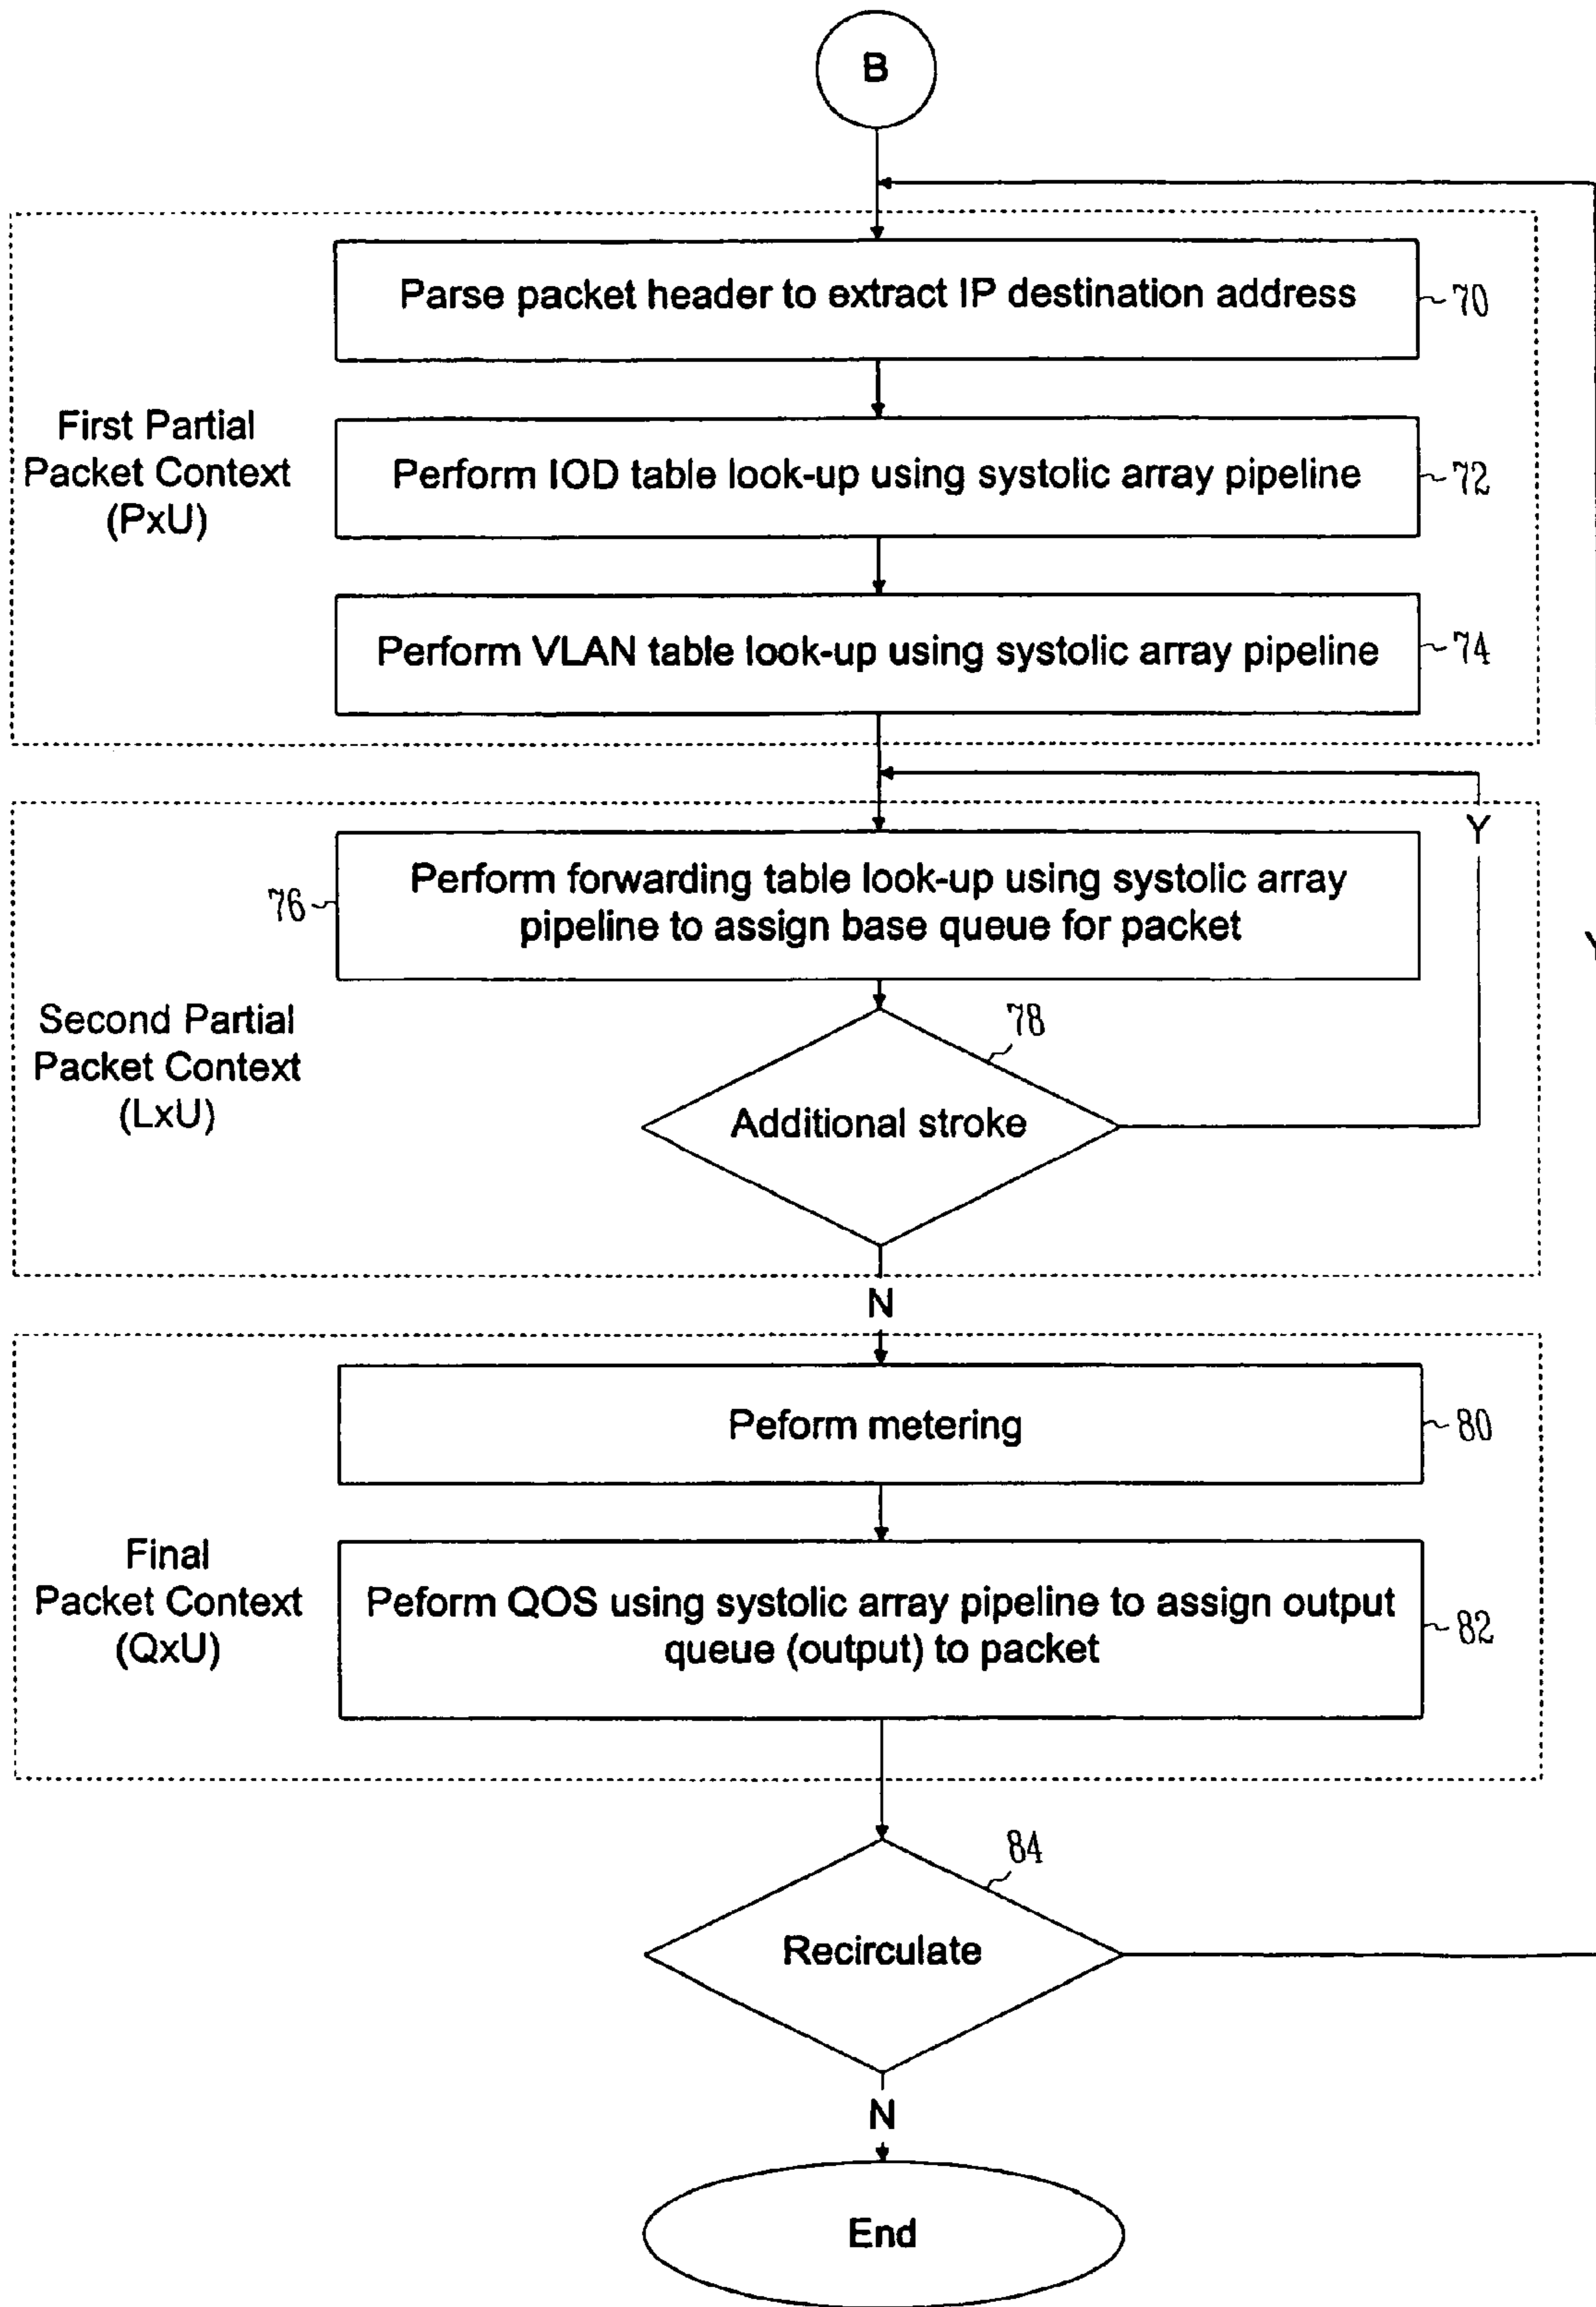 B
Parse packet header to extract IP destination address
70
First Partial
Packet Context
(PxU)
Perform IOD table look-up using systolic array pipeline
72
Perform VLAN table look-up using systolic array pipeline
74
Y
Perform forwarding table look-up using systolic array
pipeline to assign base queue for packet
76
Y
Second Partial
Packet Context
(LxU)
78
Additional stroke
N
Peform metering
80
Final
Packet Context
(QxU)
Peform QOS using systolic array pipeline to assign output
queue (output) to packet
82
84
Recirculate
N
End